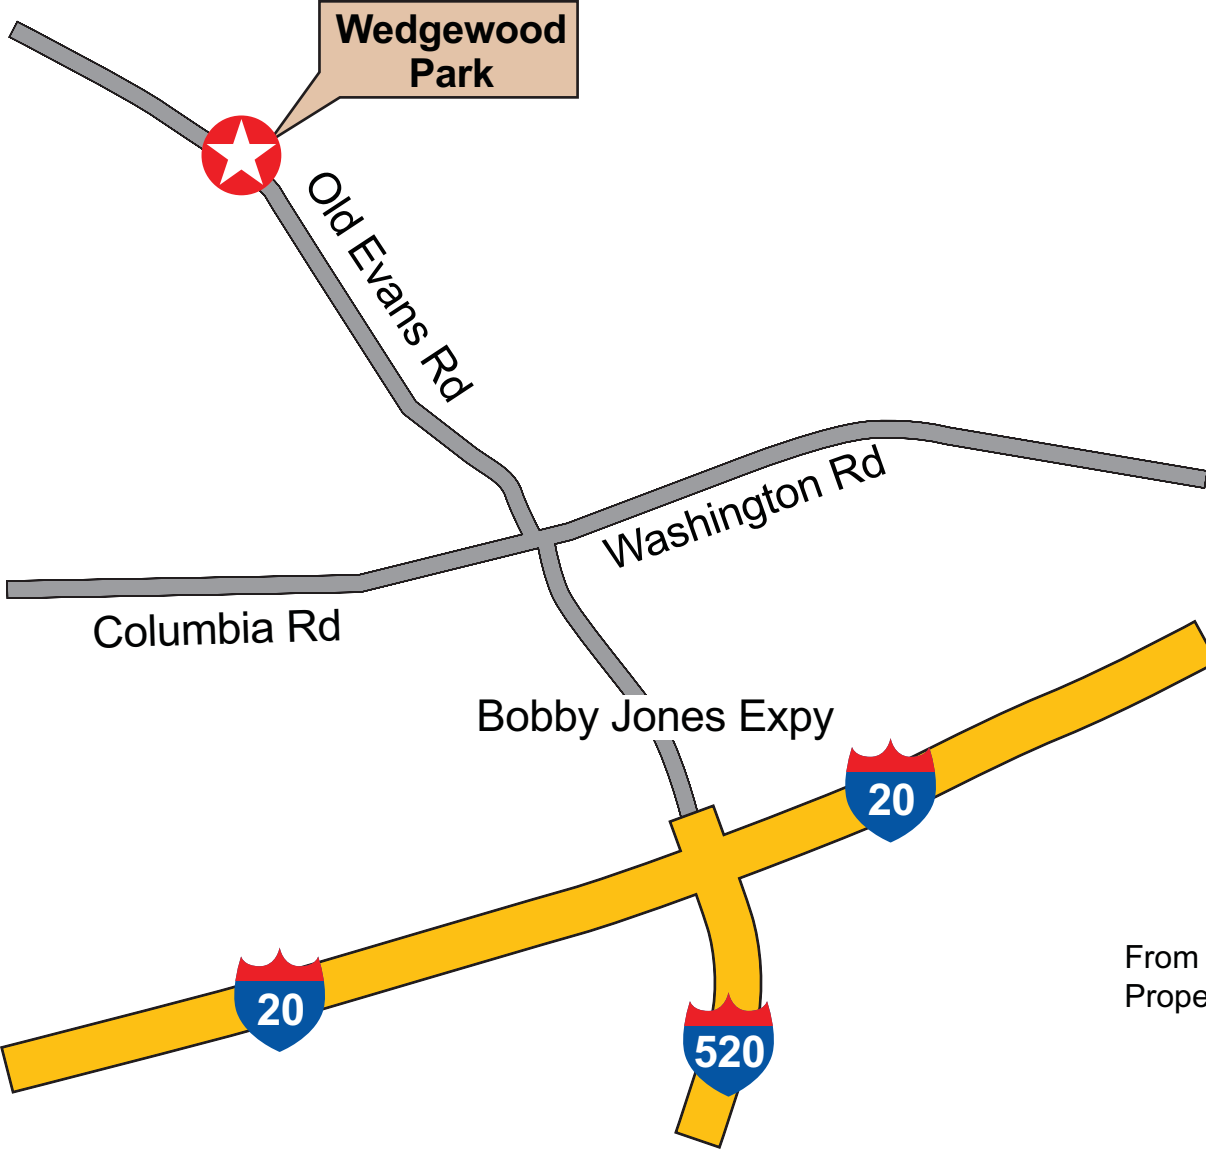 Wedgewood
Park
Old Evans Rd
Washington Rd
Columbia Rd
Bobby Jones Expy
20
From
20
520